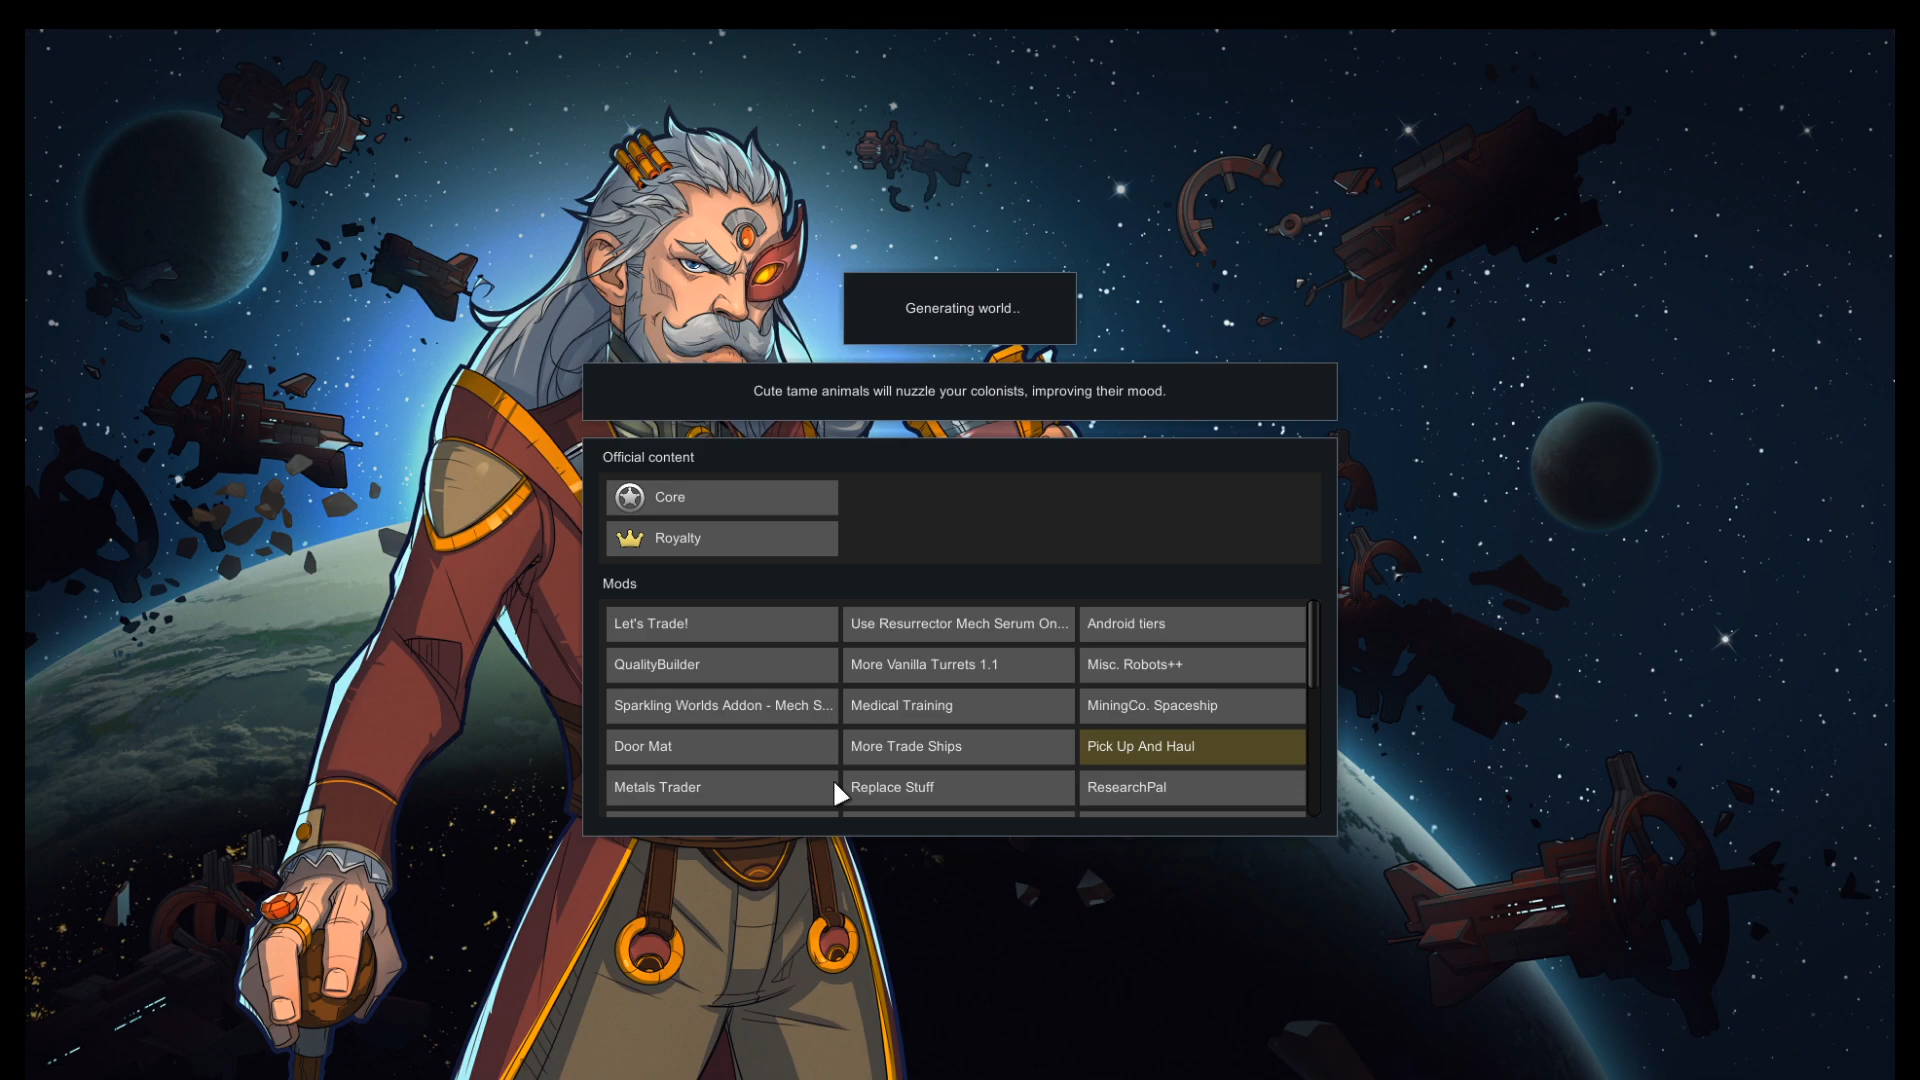 Generating world..
Cute tame animals will nuzzle your colonists, improving their mood.
Official content
Core
Royalty
Mods
Let's Trade!
Use Resurrector Mech Serum On...
Android tiers
QualityBuilder
More Vanilla Turrets 1.1
Misc. Robots++
Sparkling Worlds Addon - Mech S...
Medical Training
MiningCo. Spaceship
Door Mat
More Trade Ships
Pick Up And Haul
Metals Trader
Replace Stuff
ResearchPal